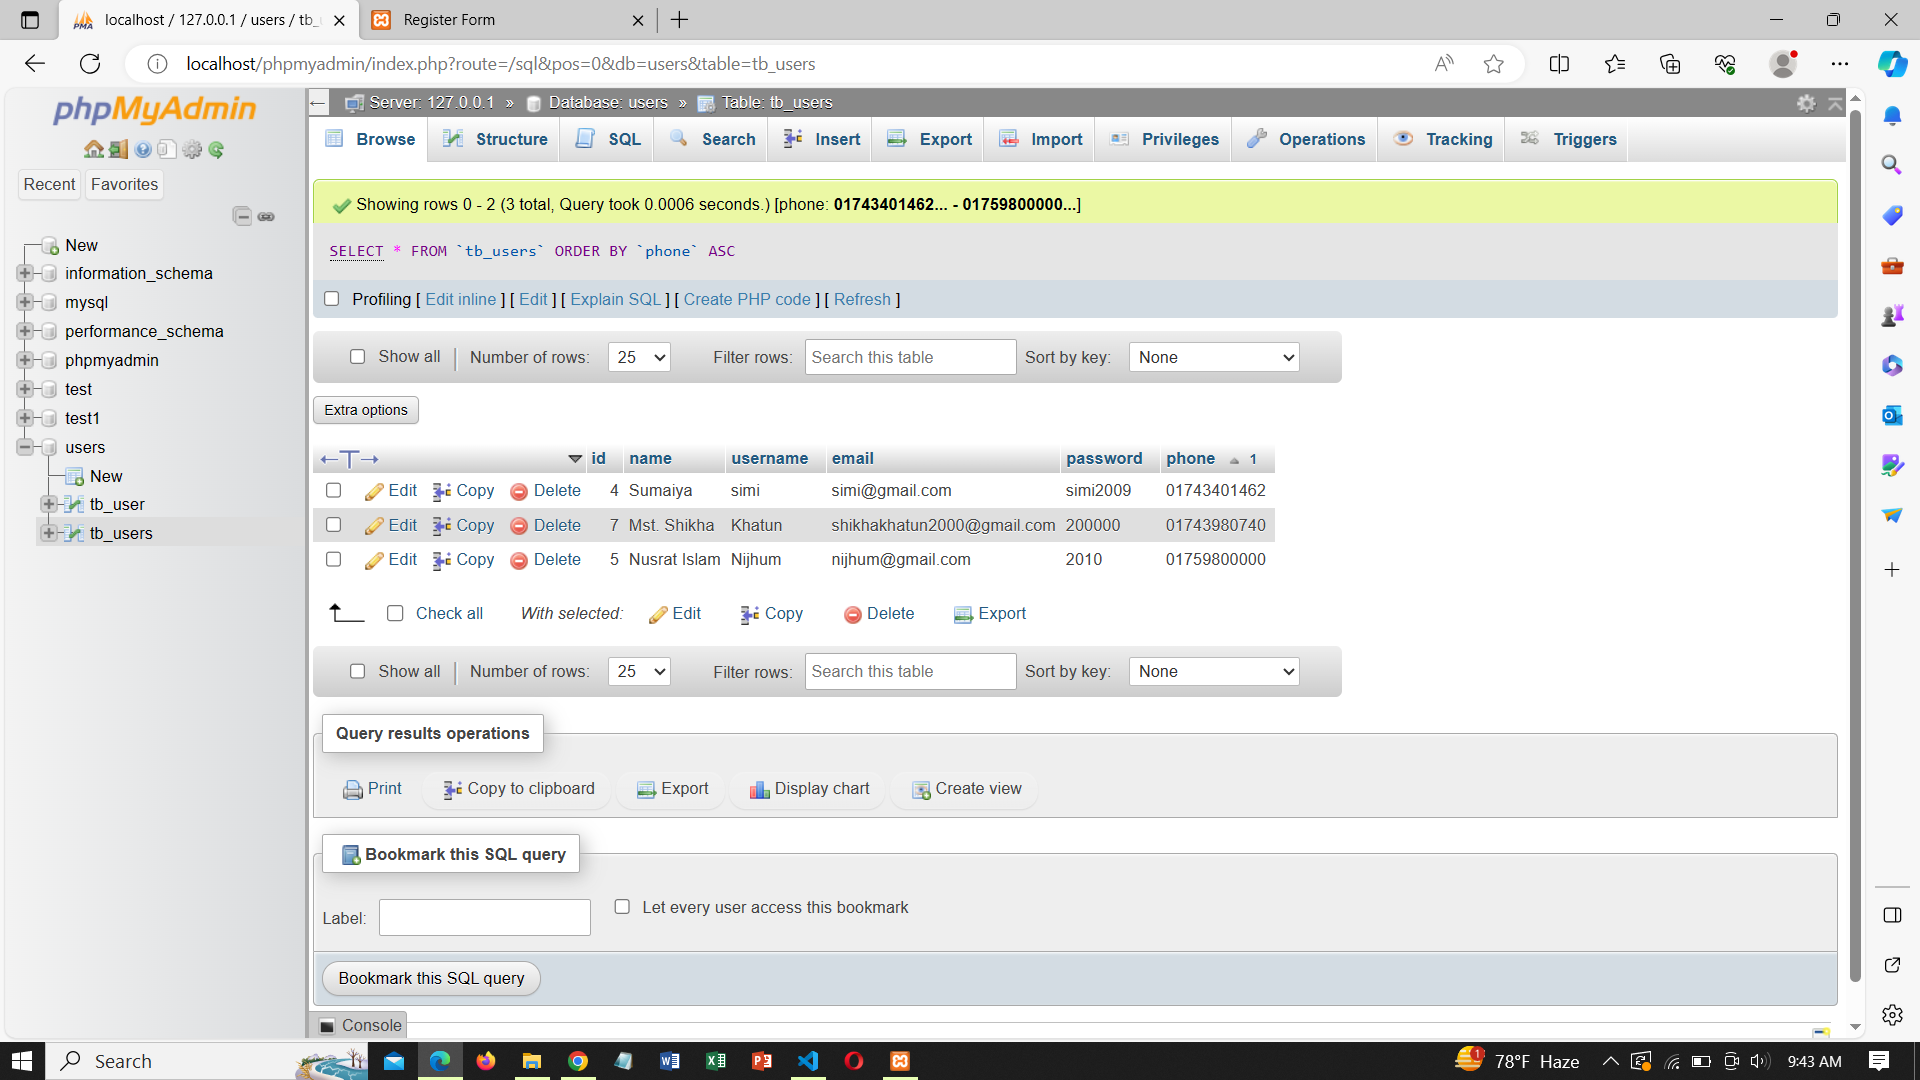 localhost / 127.0.0.1 / users / tb_
Register Form
localhost/phpmyadmin/index.php?route=/sql&pos=0&db=users&table=tb_users
phpMyAdmin
Recent Favorites
New
information_schema
mysql
performance_schema
phpmyadmin
test
test1
users
New
tb_user
tb_users
Server: 127.0.0.1 » Database: users » Table: tb_users
Browse Structure SQL Search Insert Export Import Privileges Operations Tracking Triggers
Showing rows 0 - 2 (3 total, Query took 0.0006 seconds.) [phone: 01743401462... - 01759800000...]
SELECT * FROM `tb_users` ORDER BY `phone` ASC
Profiling [ Edit inline ] [ Edit ] [ Explain SQL ] [ Create PHP code ] [ Refresh ]
Show all Number of rows: 25 Filter rows: Search this table Sort by key: None
Extra options
←T→ id name username email password phone 1
Edit Copy Delete 4 Sumaiya simi simi@gmail.com simi2009 01743401462
Edit Copy Delete 7 Mst. Shikha Khatun shikhakhatun2000@gmail.com 200000 01743980740
Edit Copy Delete 5 Nusrat Islam Nijhum nijhum@gmail.com 2010 01759800000
Check all With selected: Edit Copy Delete Export
Show all Number of rows: 25 Filter rows: Search this table Sort by key: None
Query results operations
Print Copy to clipboard Export Display chart Create view
Bookmark this SQL query
Label: Let every user access this bookmark
Bookmark this SQL query
Console
Search
1 78°F Haze 9:43 AM